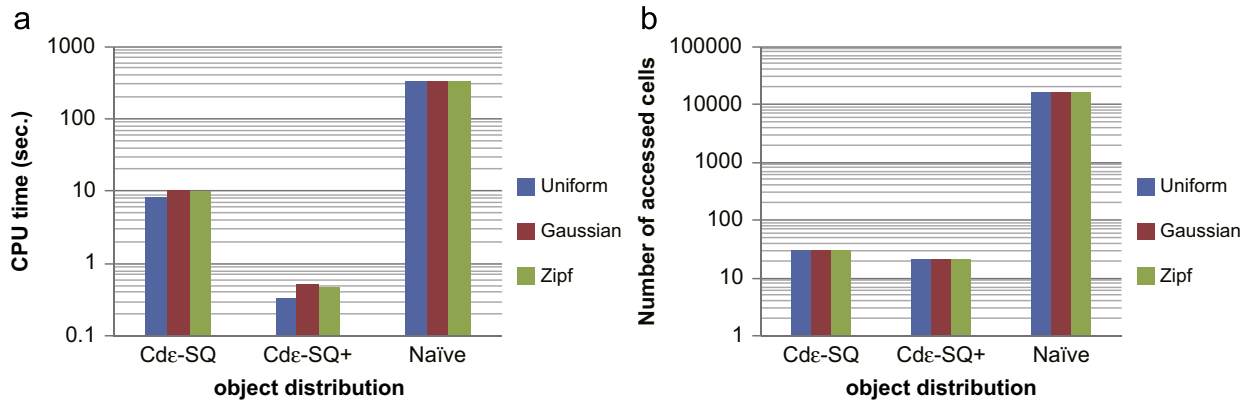 a
CPU time (sec.)
1000
100
10
1
0.1
Cdε-SQ
Cdε-SQ+
Naïve
object distribution
Uniform
Gaussian
Zipf
b
Number of accessed cells
100000
10000
1000
100
10
1
Cdε-SQ
Cdε-SQ+
Naïve
object distribution
Uniform
Gaussian
Zipf